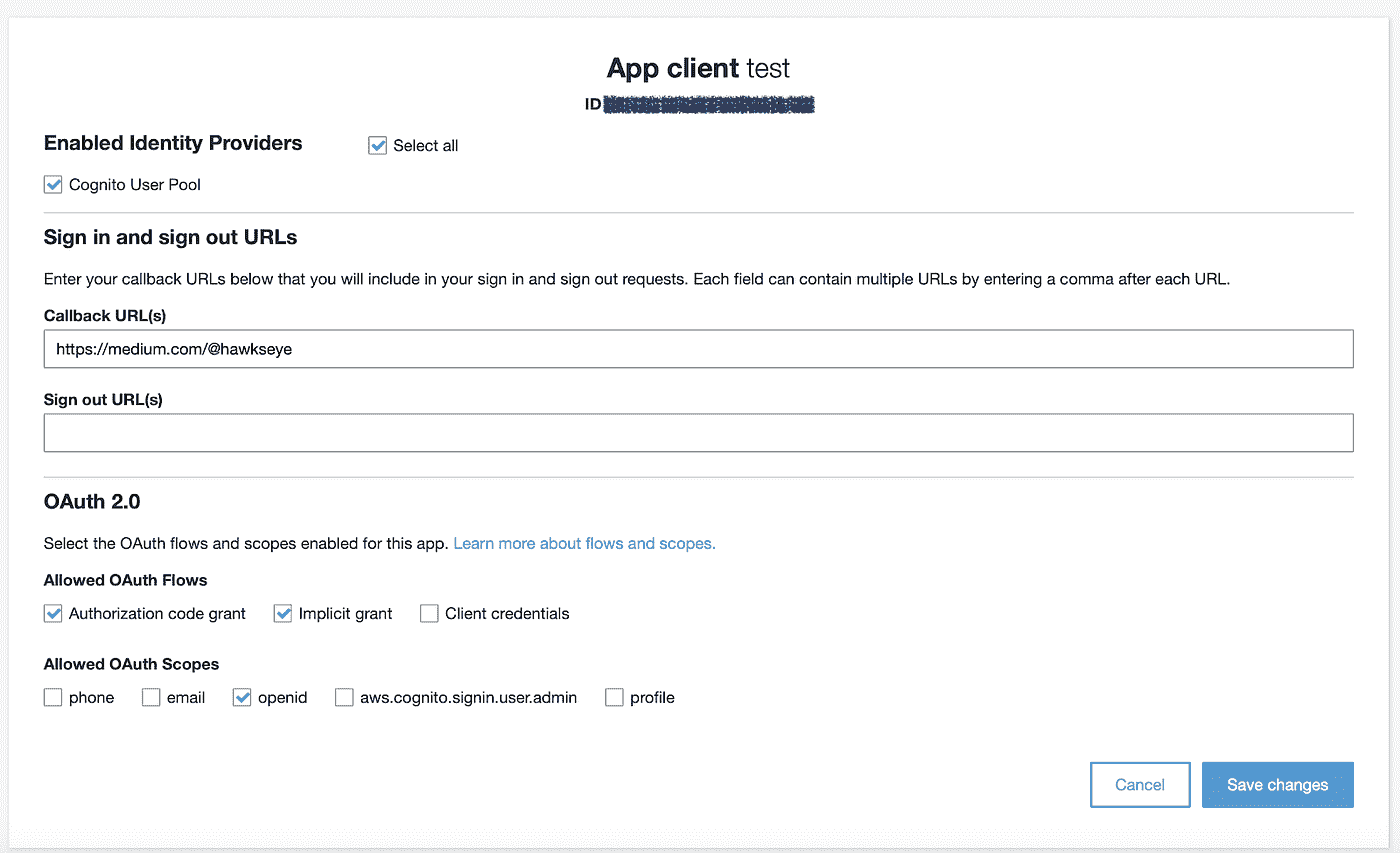 App client test
ID
Enabled Identity Providers Select all
Cognito User Pool
Sign in and sign out URLs
Enter your callback URLs below that you will include in your sign in and sign out requests. Each field can contain multiple URLs by entering a comma after each URL.
Callback URL(s)
https://medium.com/@hawkseye
Sign out URL(s)
OAuth 2.0
Select the OAuth flows and scopes enabled for this app. Learn more about flows and scopes.
Allowed OAuth Flows
Authorization code grant Implicit grant Client credentials
Allowed OAuth Scopes
phone email openid aws.cognito.signin.user.admin profile
Cancel Save changes